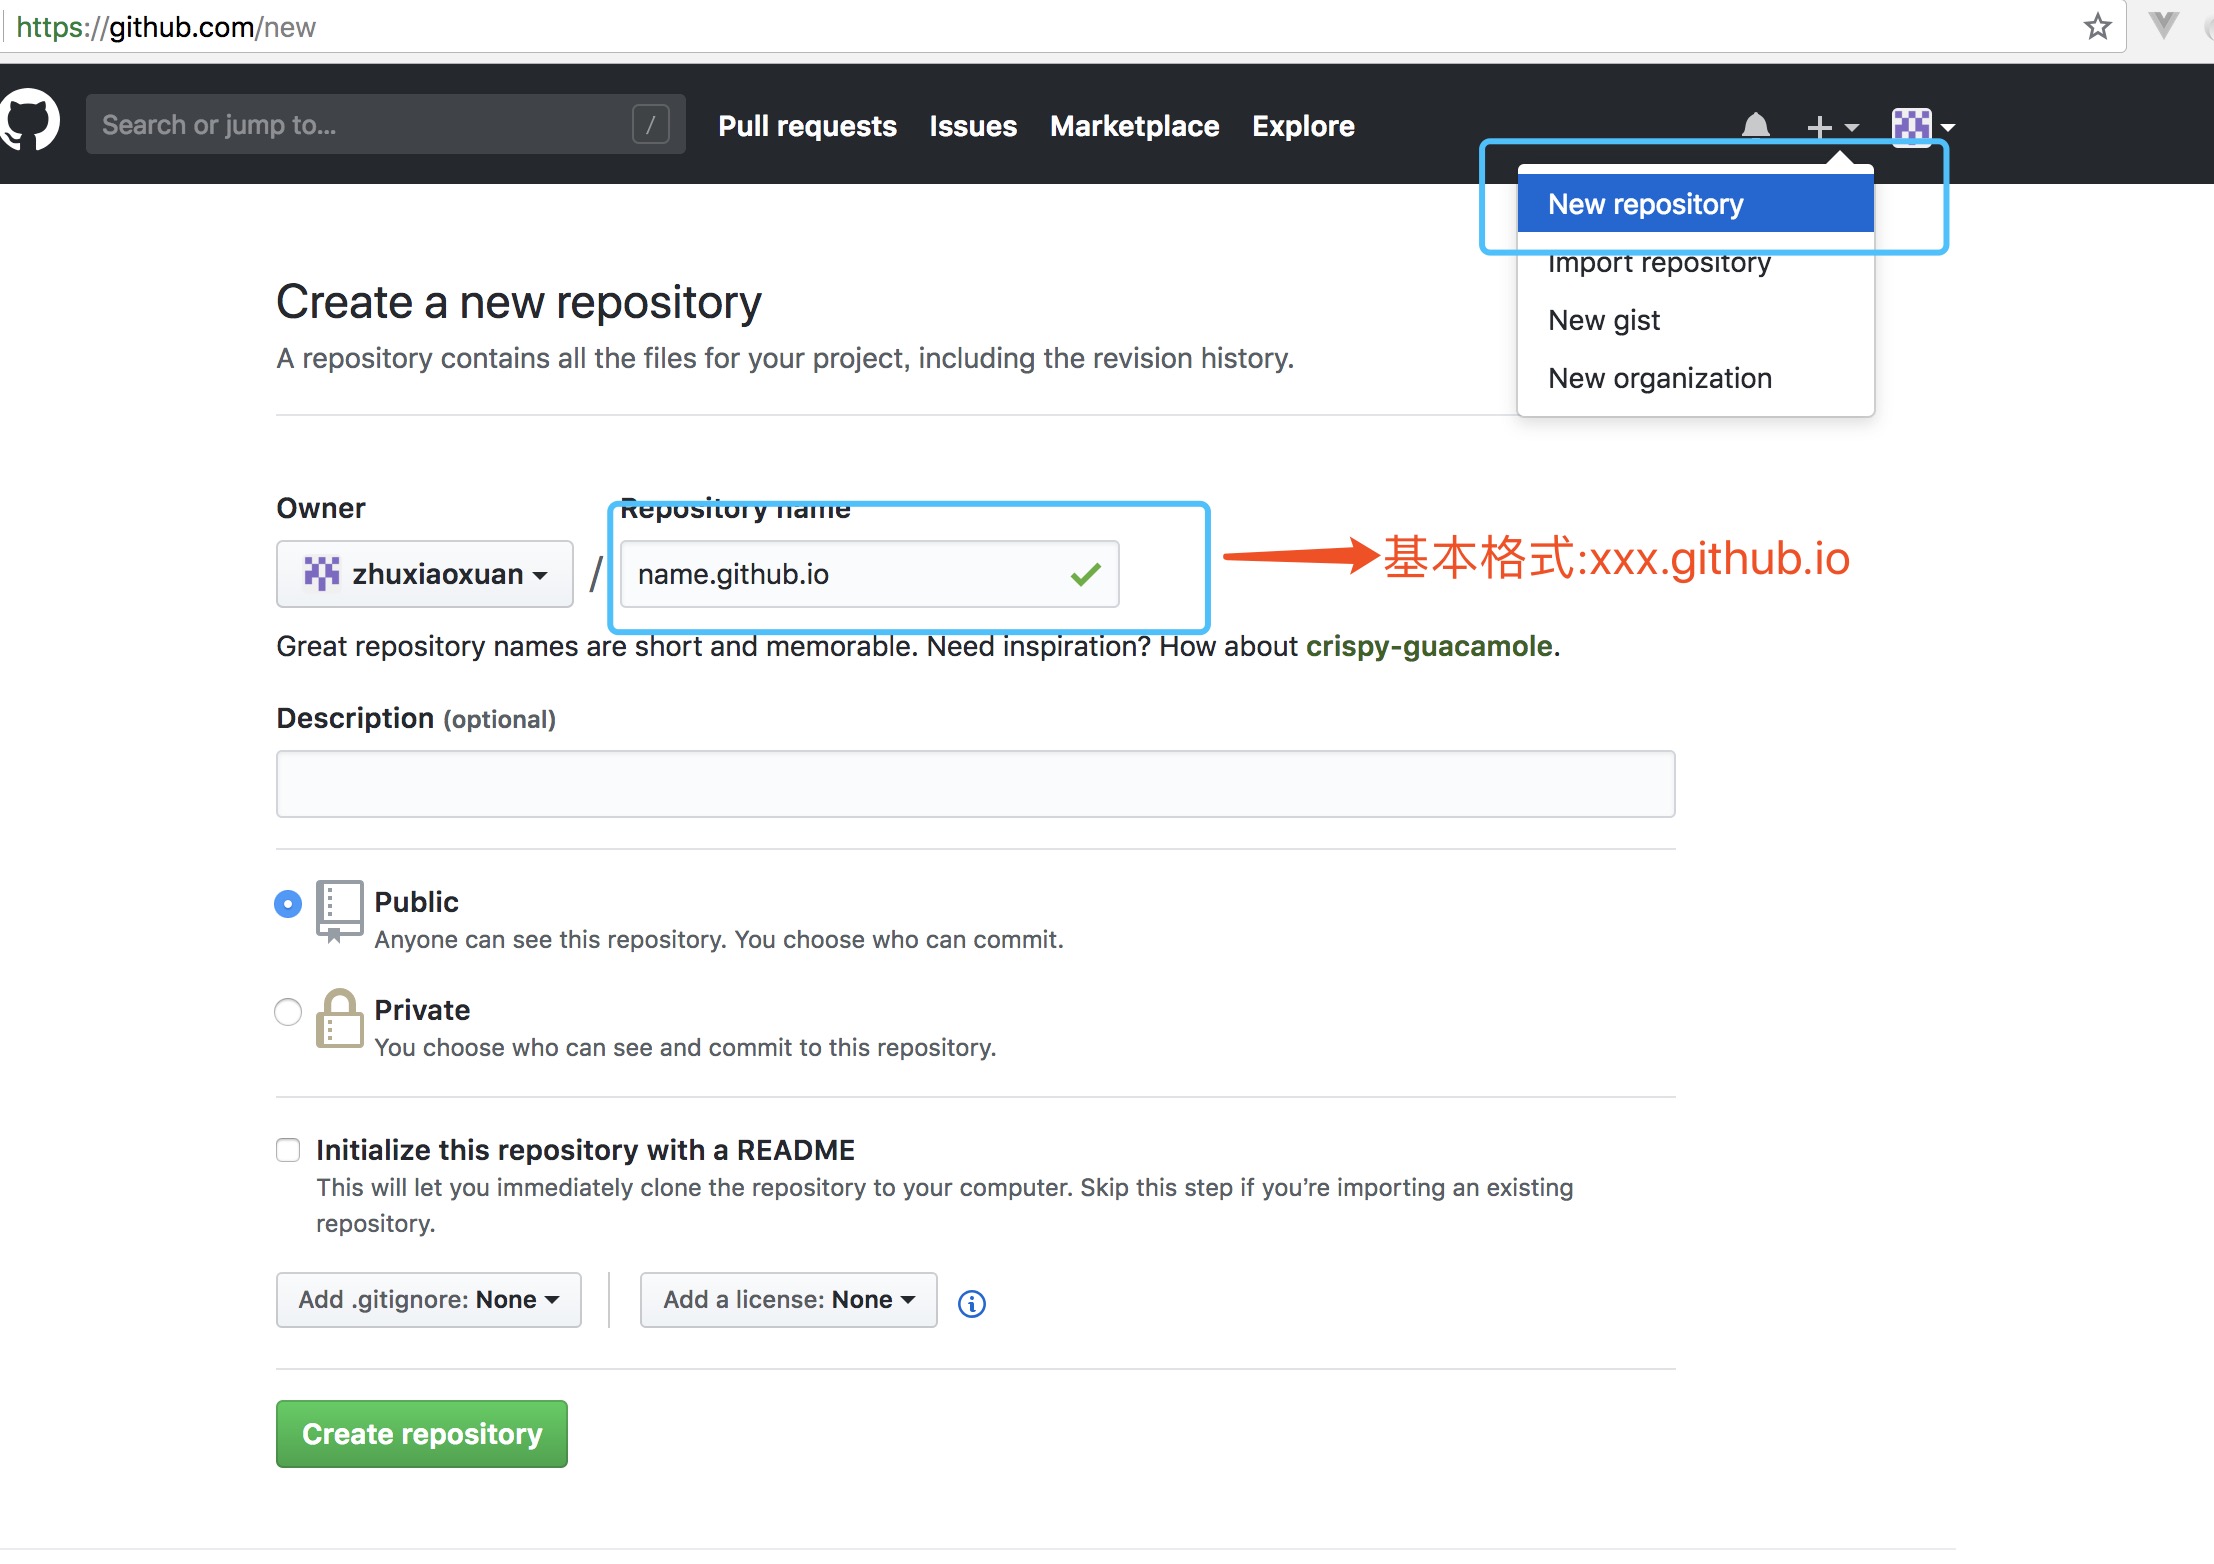 https://github.com/new
Search or jump to... /
Pull requests Issues Marketplace Explore
New repository
Import repository
New gist
New organization
Create a new repository
A repository contains all the files for your project, including the revision history.
Owner
Repository name
zhuxiaoxuan / name.github.io
基本格式:xxx.github.io
Great repository names are short and memorable. Need inspiration? How about crispy-guacamole.
Description (optional)
Public
Anyone can see this repository. You choose who can commit.
Private
You choose who can see and commit to this repository.
Initialize this repository with a README
This will let you immediately clone the repository to your computer. Skip this step if you’re importing an existing
repository.
Add .gitignore: None
Add a license: None
Create repository